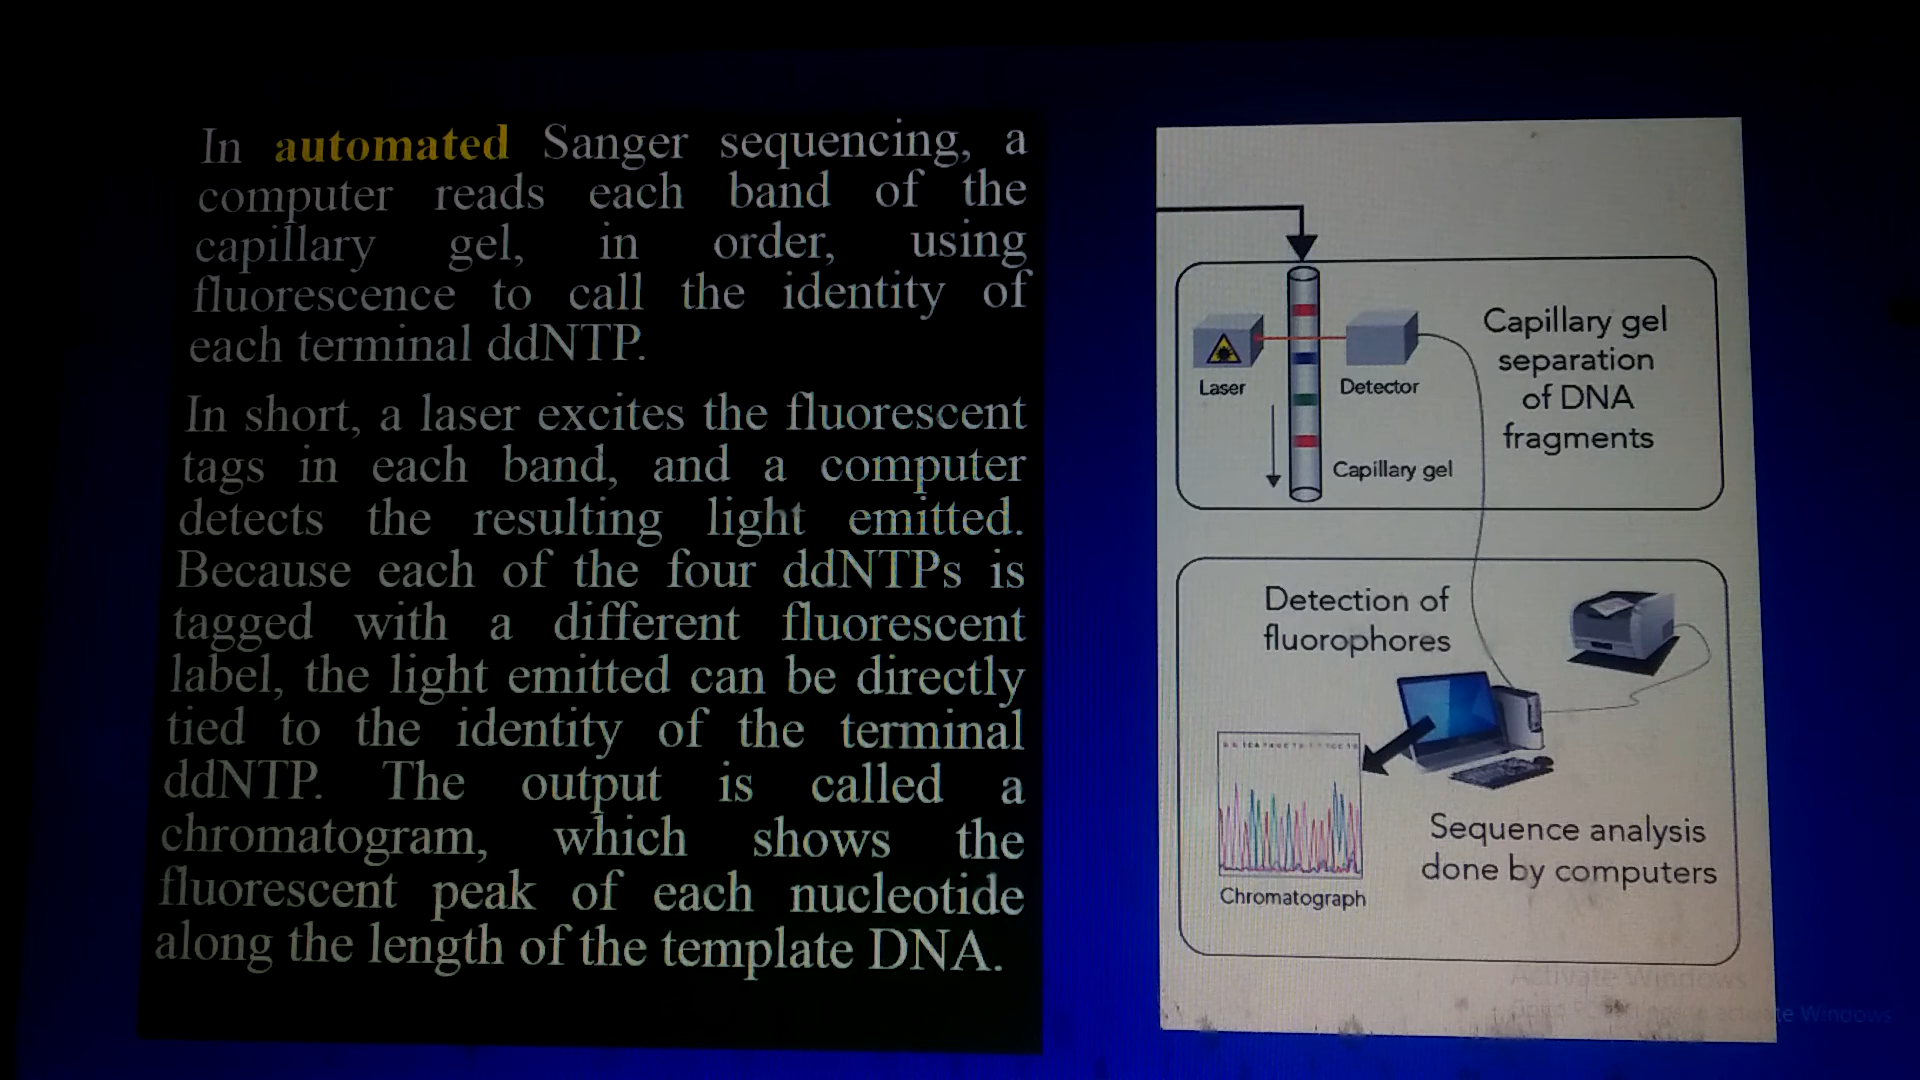 In automated Sanger sequencing, a
computer reads each band of the
capillary gel, in order, using
fluorescence to call the identity of
each terminal ddNTP.
In short, a laser excites the fluorescent
tags in each band, and a computer
detects the resulting light emitted.
Because each of the four ddNTPs is
tagged with a different fluorescent
label, the light emitted can be directly
tied to the identity of the terminal
ddNTP. The output is called a
chromatogram, which shows the
fluorescent peak of each nucleotide
along the length of the template DNA.
Laser
Detector
Capillary gel
Capillary gel
separation
of DNA
fragments
Detection of
fluorophores
Chromatograph
Sequence analysis
done by computers
Activate Windows
Windows